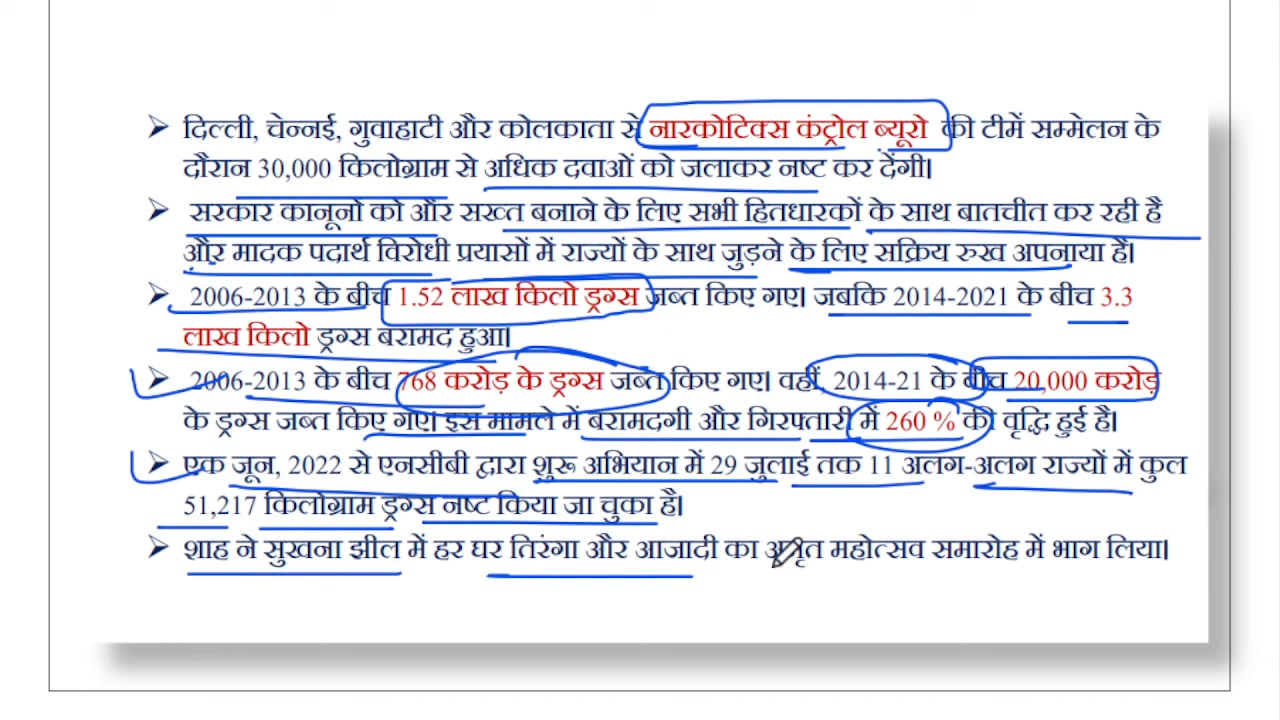 ➢ दिल्ली, चेन्नई, गुवाहाटी और कोलकाता से नारकोटिक्स कंट्रोल ब्यूरो की टीमें सम्मेलन के
दौरान 30,000 किलोग्राम से अधिक दवाओं को जलाकर नष्ट कर देंगी।
➢ सरकार कानूनो को और सख्त बनाने के लिए सभी हितधारकों के साथ बातचीत कर रही है
और मादक पदार्थ विरोधी प्रयासों में राज्यों के साथ जुड़ने के लिए सक्रिय रुख अपनाया है।
➢ 2006-2013 के बीच 1.52 लाख किलो ड्रग्स जब्त किए गए। जबकि 2014-2021 के बीच 3.3
लाख किलो ड्रग्स बरामद हुआ।
➢ 2006-2013 के बीच 768 करोड़ के ड्रग्स जब्त किए गए। वहीं, 2014-21 के बीच 20,000 करोड़
के ड्रग्स जब्त किए गए। इस मामले में बरामदगी और गिरफ्तारी में 260 % की वृद्धि हुई है।
➢ एक जून, 2022 से एनसीबी द्वारा शुरू अभियान में 29 जुलाई तक 11 अलग-अलग राज्यों में कुल
51,217 किलोग्राम ड्रग्स नष्ट किया जा चुका है।
➢ शाह ने सुखना झील में हर घर तिरंगा और आजादी का अमृत महोत्सव समारोह में भाग लिया।